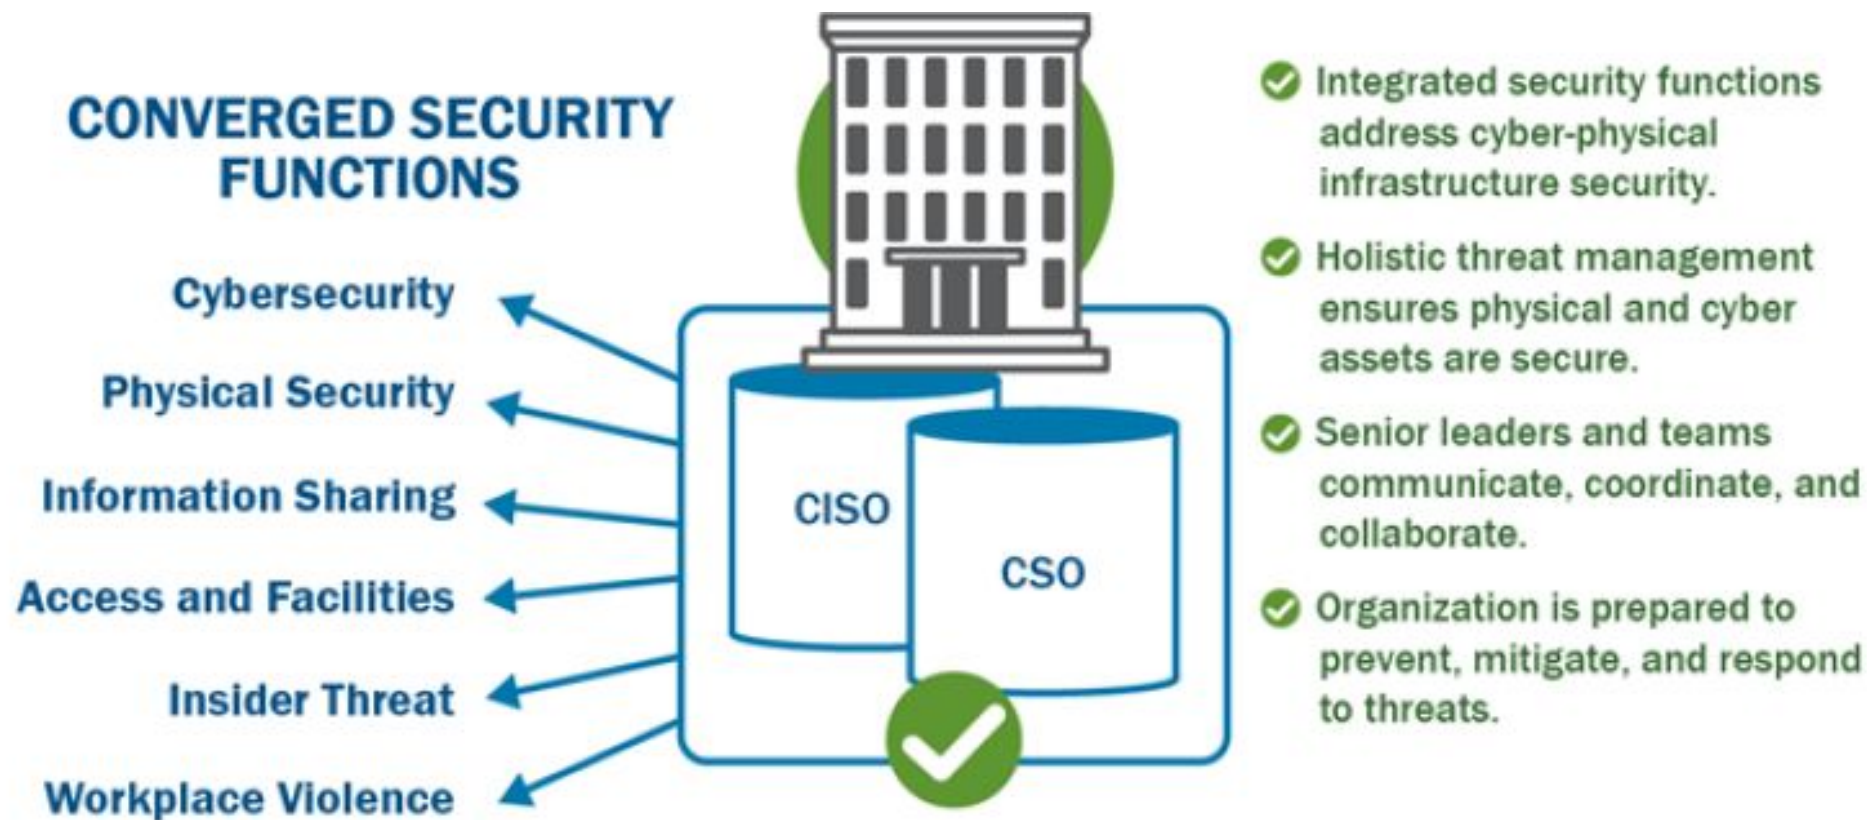 CONVERGED SECURITY
FUNCTIONS
Cybersecurity
Physical Security
Information Sharing
Access and Facilities
Insider Threat
Workplace Violence
CISO
CSO
Integrated security functions
address cyber-physical
infrastructure security.
Holistic threat management
ensures physical and cyber
assets are secure.
Senior leaders and teams
communicate, coordinate, and
collaborate.
Organization is prepared to
prevent, mitigate, and respond
to threats.